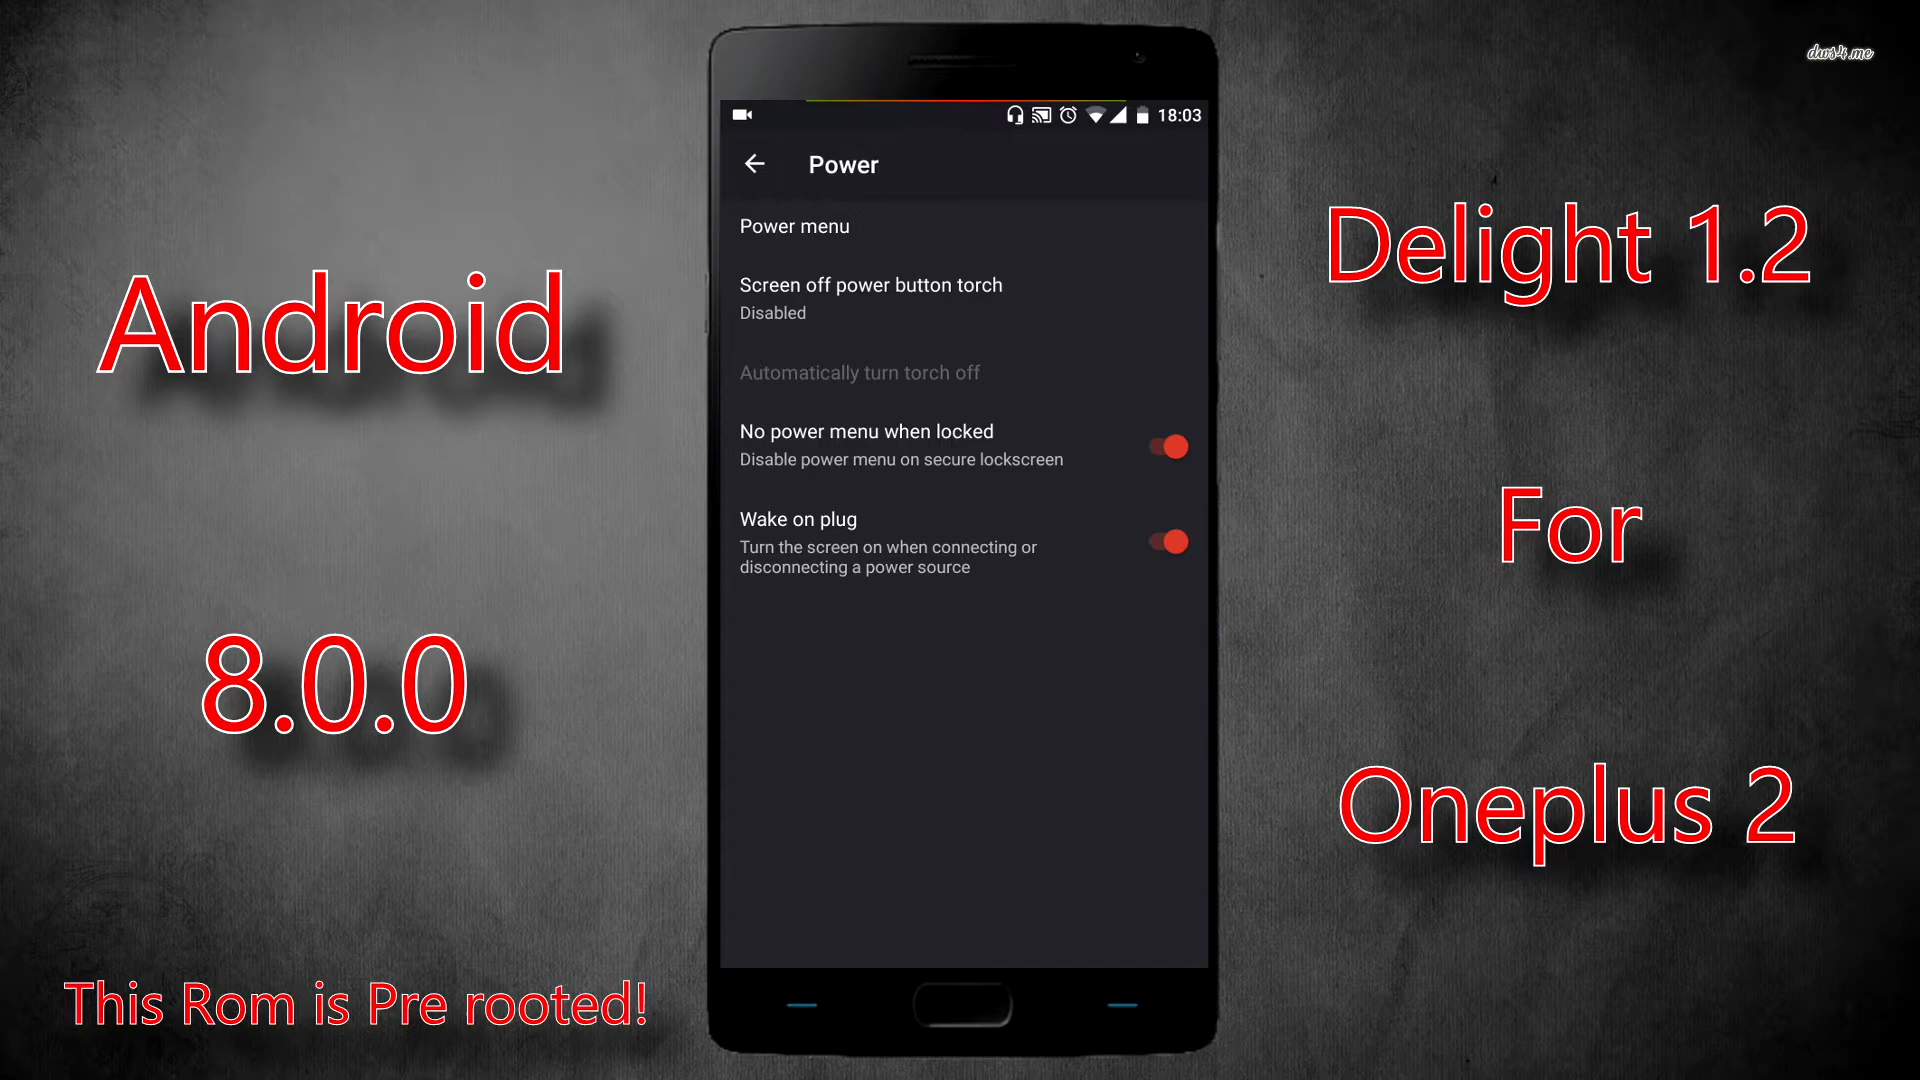 dws4.me
18:03
Power
Power menu
Screen off power button torch
Disabled
Automatically turn torch off
No power menu when locked
Disable power menu on secure lockscreen
Wake on plug
Turn the screen on when connecting or
disconnecting a power source
Android
8.0.0
This Rom is Pre rooted!
Delight 1.2
For
Oneplus 2